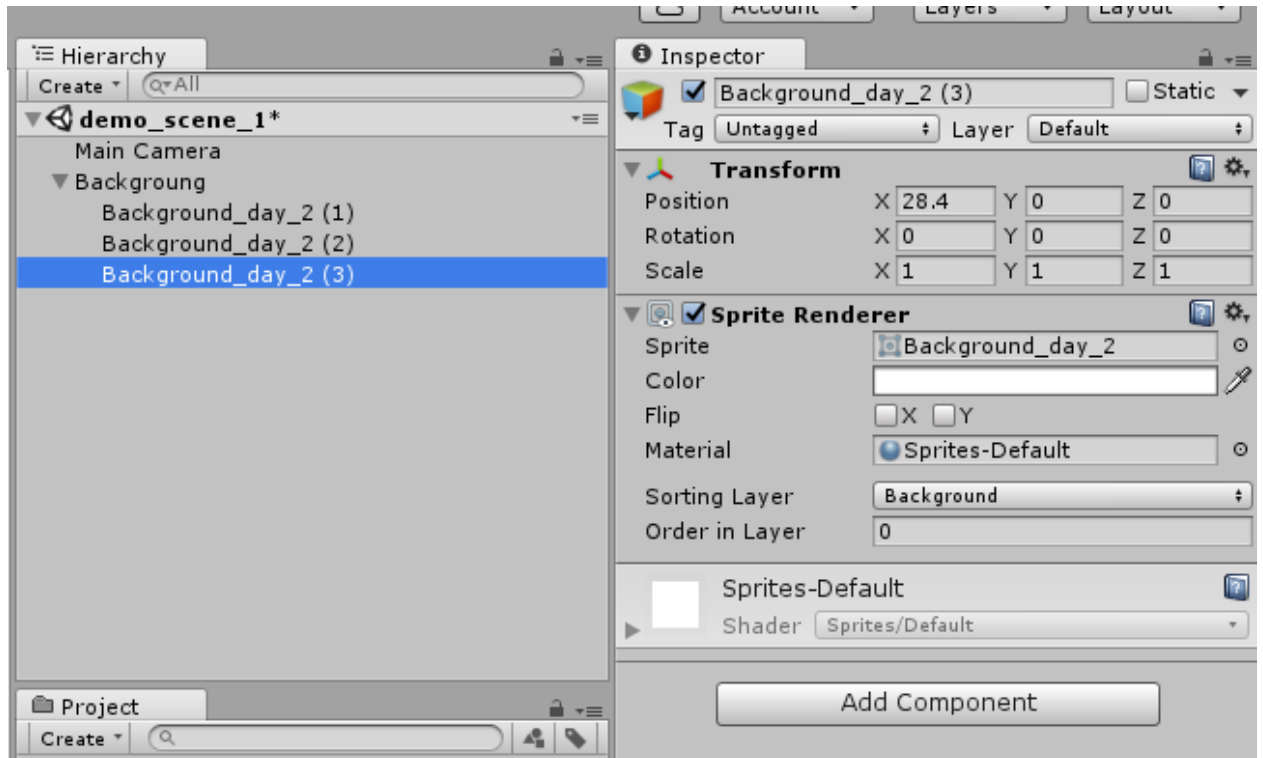 Account Layers Layout
Hierarchy
Create All
demo_scene_1*
Main Camera
Backgroung
Background_day_2 (1)
Background_day_2 (2)
Background_day_2 (3)
Project
Create
Inspector
Background_day_2 (3) Static
Tag Untagged Layer Default
Transform
Position X 28.4 Y 0 Z 0
Rotation X 0 Y 0 Z 0
Scale X 1 Y 1 Z 1
Sprite Renderer
Sprite Background_day_2
Color
Flip X Y
Material Sprites-Default
Sorting Layer Background
Order in Layer 0
Sprites-Default
Shader Sprites/Default
Add Component